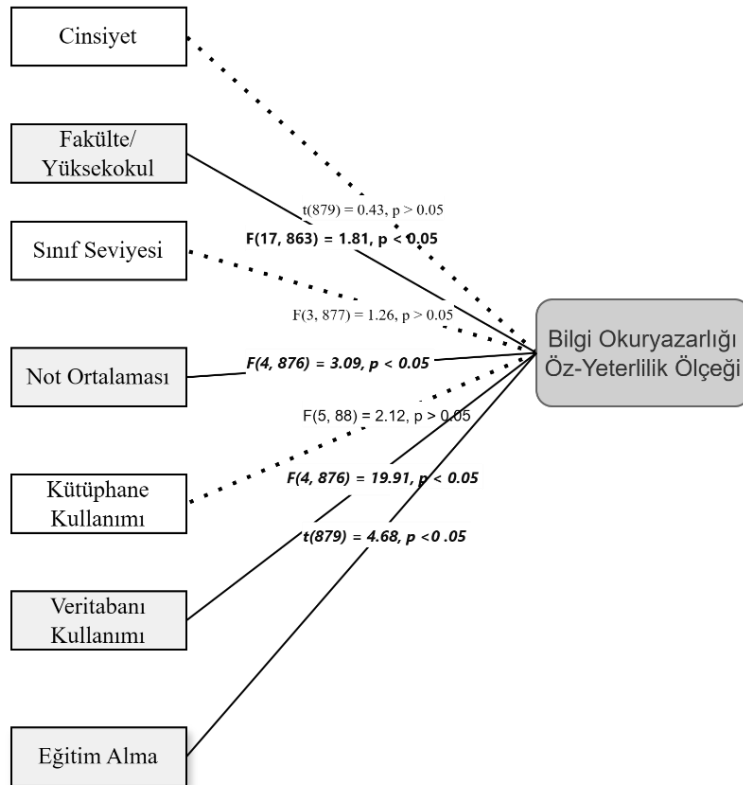 Cinsiyet
Fakülte/
Yüksekokul
t(879) = 0.43, p > 0.05
F(17, 863) = 1.81, p < 0.05
Sınıf Seviyesi
F(3, 877) = 1.26, p > 0.05
Bilgi Okuryazarlığı
Öz-Yeterlilik Ölçeği
Not Ortalaması
F(4, 876) = 3.09, p < 0.05
F(5, 88) = 2.12, p > 0.05
Kütüphane
Kullanımı
F(4, 876) = 19.91, p < 0.05
t(879) = 4.68, p <0 .05
Veritabanı
Kullanımı
Eğitim Alma